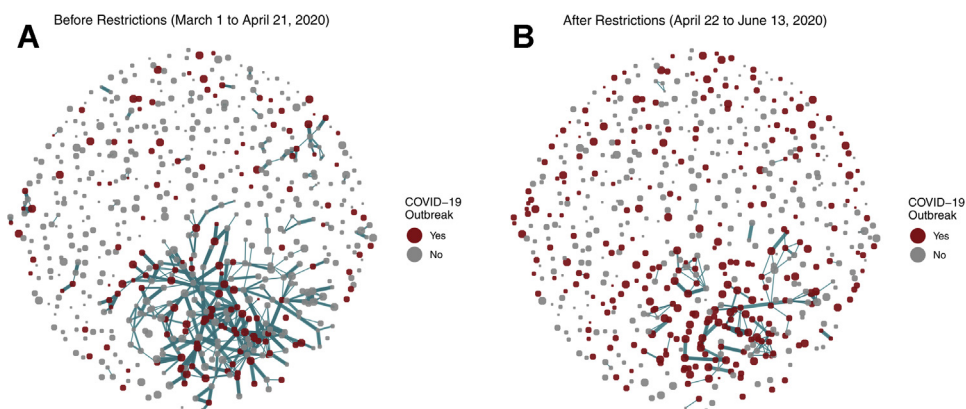 Before Restrictions (March 1 to April 21, 2020)
A
COVID−19
Outbreak
Yes
No
After Restrictions (April 22 to June 13, 2020)
B
COVID−19
Outbreak
Yes
No